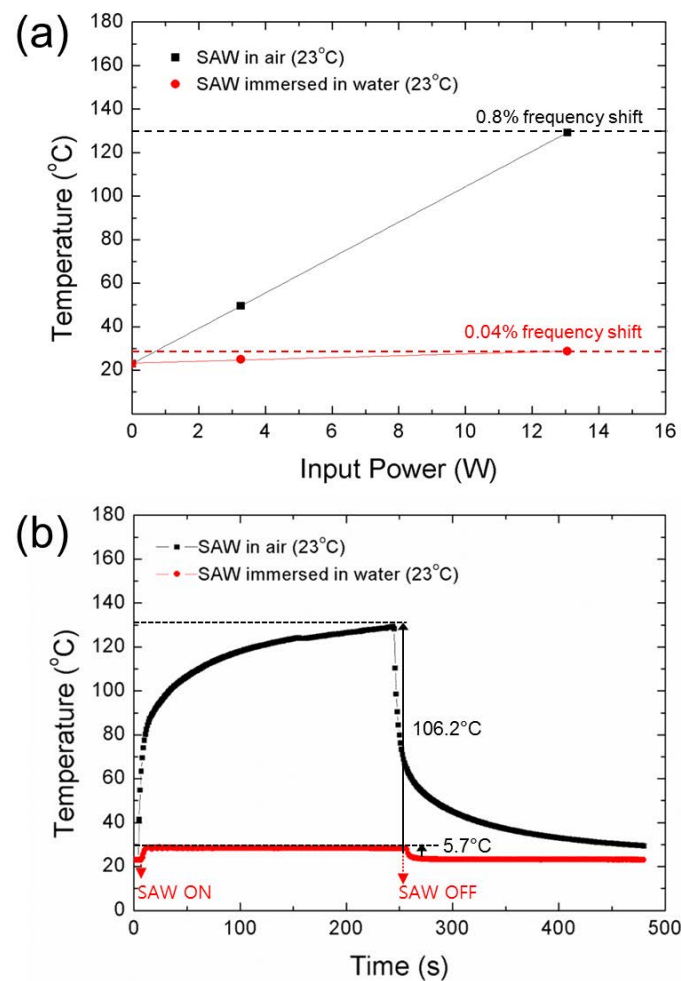 (a)
180
160
140
120
100
80
60
40
20
0
2
4
6
8
10
12
14
16
Temperature (°C)
Input Power (W)
SAW in air (23°C)
SAW immersed in water (23°C)
0.8% frequency shift
0.04% frequency shift
(b)
180
160
140
120
100
80
60
40
20
0
0
100
200
300
400
500
Temperature (°C)
Time (s)
SAW in air (23°C)
SAW immersed in water (23°C)
106.2°C
5.7°C
SAW ON
SAW OFF